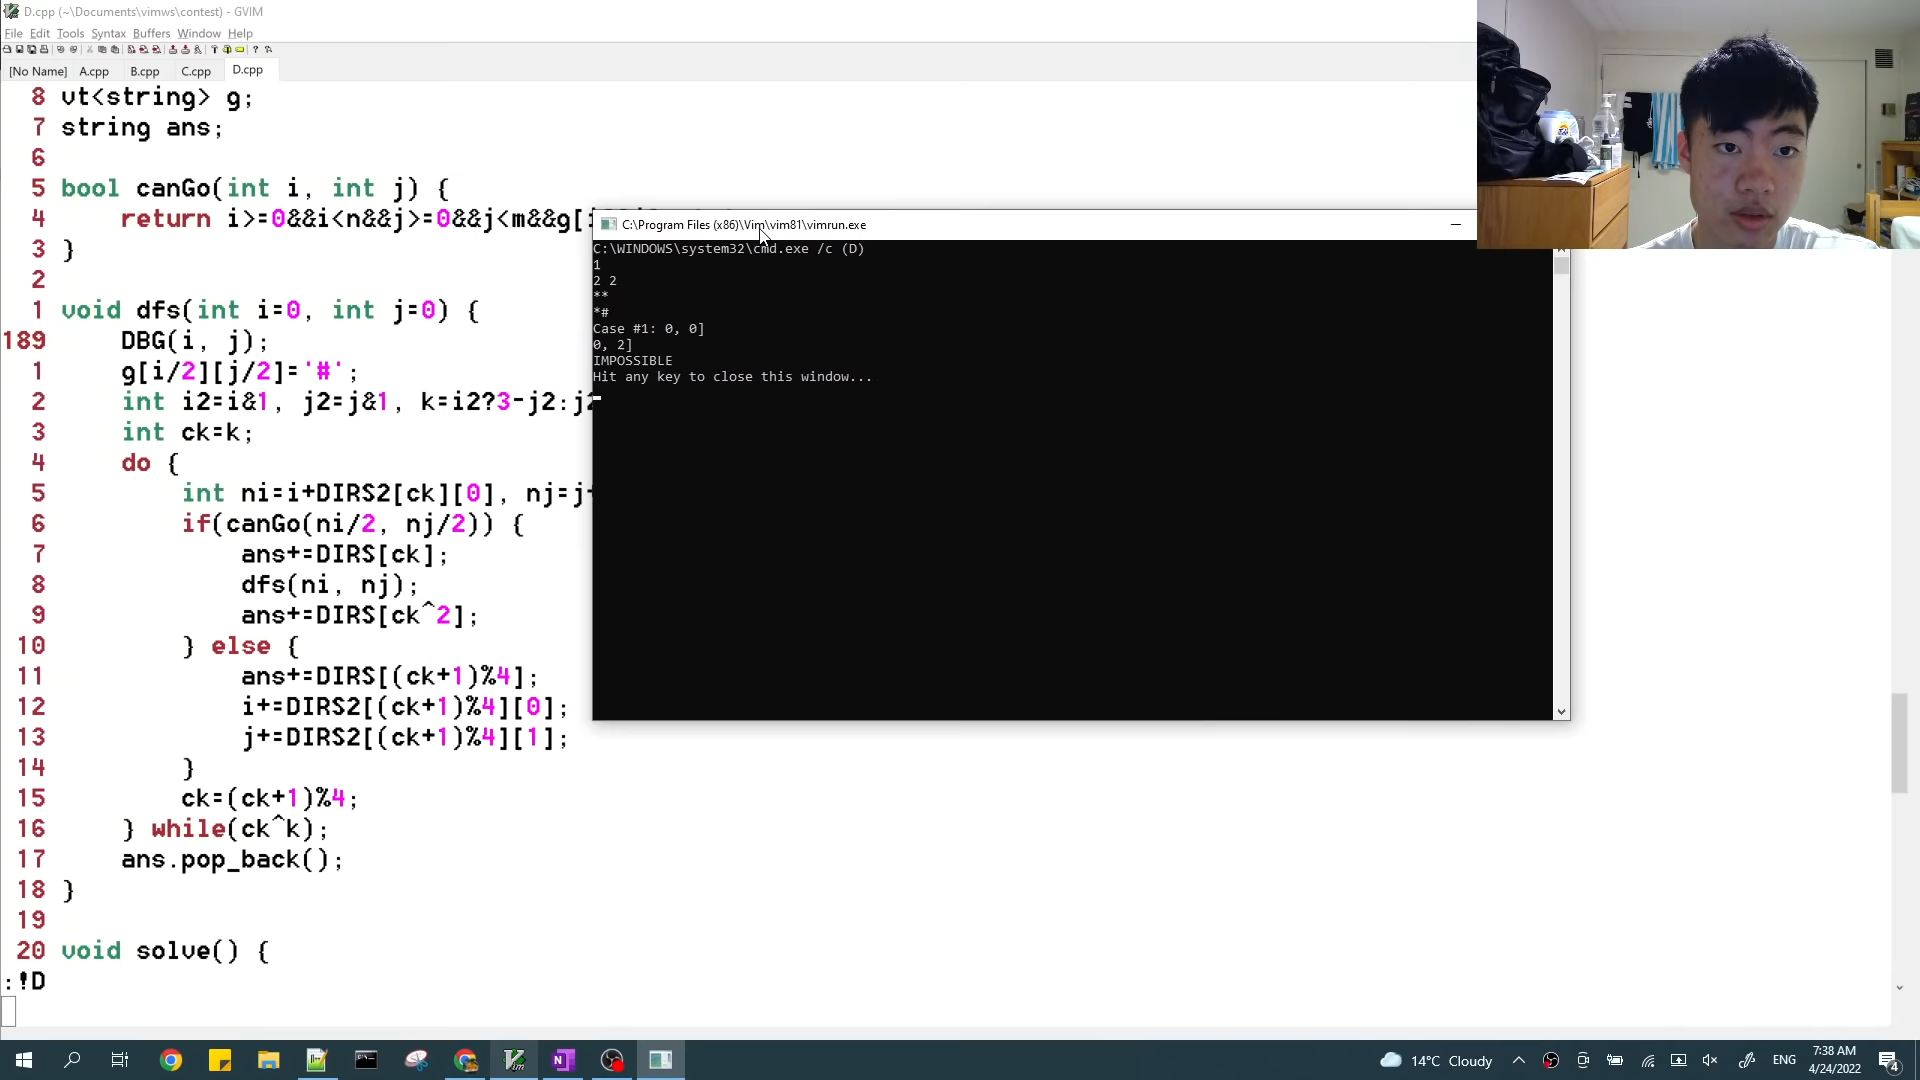 D.cpp (~\Documents\vimws\contest) - GVIM
File Edit Tools Syntax Buffers Window Help
[No Name] A.cpp B.cpp C.cpp D.cpp
8 vt<string> g;
7 string ans;
6
5 bool canGo(int i, int j) {
4 return i>=0&&i<n&&j>=0&&j<m&&g[
3 }
2
1 void dfs(int i=0, int j=0) {
189 DBG(i, j);
1 g[i/2][j/2]='#';
2 int i2=i&1, j2=j&1, k=i2?3-j2:j2
3 int ck=k;
4 do {
5 int ni=i+DIRS2[ck][0], nj=j+
6 if(canGo(ni/2, nj/2)) {
7 ans+=DIRS[ck];
8 dfs(ni, nj);
9 ans+=DIRS[ck^2];
10 } else {
11 ans+=DIRS[(ck+1)%4];
12 i+=DIRS2[(ck+1)%4][0];
13 j+=DIRS2[(ck+1)%4][1];
14 }
15 ck=(ck+1)%4;
16 } while(ck^k);
17 ans.pop_back();
18 }
19
20 void solve() {
:!D
C:\Program Files (x86)\Vim\vim81\vimrun.exe
C:\WINDOWS\system32\cmd.exe /c (D)
1
2 2
**
*#
Case #1: 0, 0]
0, 2]
IMPOSSIBLE
Hit any key to close this window...
14°C Cloudy
ENG
7:38 AM
4/24/2022
4